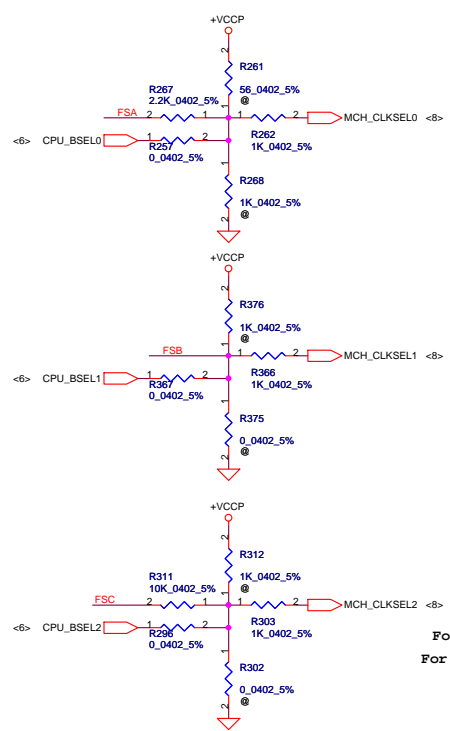 +VCCP
2
R261
R267
56_0402_5%
2.2K_0402_5%
1 @
FSA 2 1 1 2 MCH_CLKSEL0 <8>
<6> CPU_BSEL0 1 2 R262
R257 1K_0402_5%
0_0402_5%
1
R268
1K_0402_5%
2 @
+VCCP
2
R376
1K_0402_5%
1 @
FSB 1 2 MCH_CLKSEL1 <8>
<6> CPU_BSEL1 1 2 R366
R367 1K_0402_5%
0_0402_5%
1
R375
0_0402_5%
2 @
+VCCP
2
R312
R311
1K_0402_5%
10K_0402_5%
1 @
FSC 2 1 1 2 MCH_CLKSEL2 <8>
<6> CPU_BSEL2 1 2 R303
R296 1K_0402_5%
0_0402_5%
Fo
1
For
R302
0_0402_5%
2 @